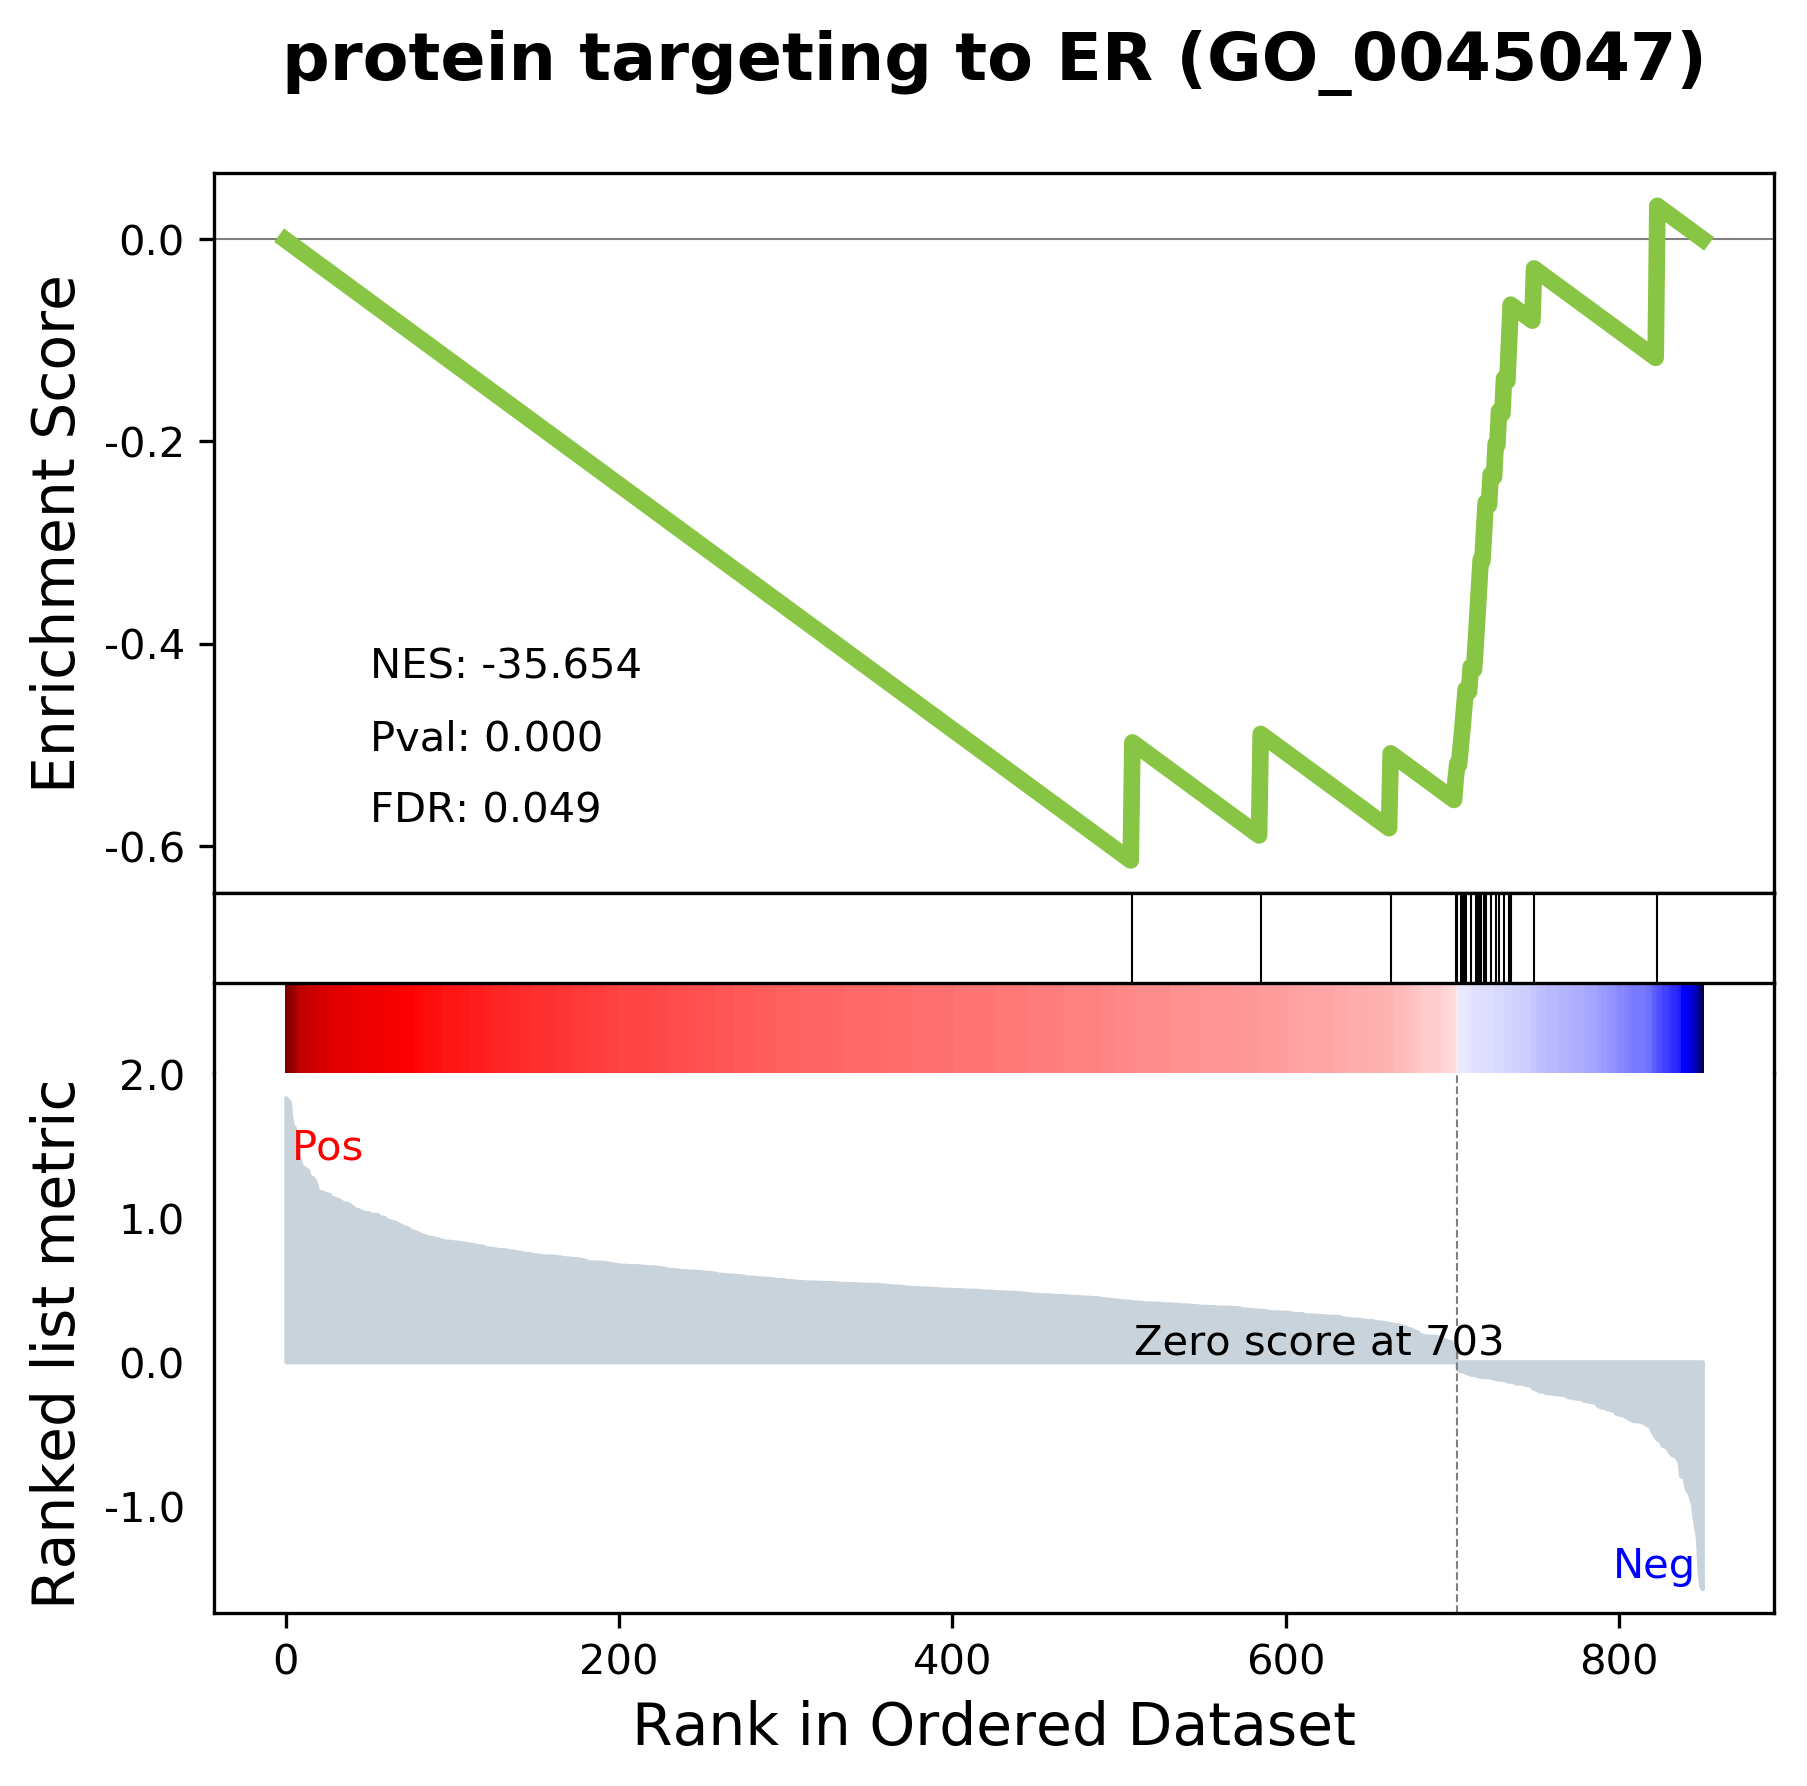 protein targeting to ER (GO_0045047)
Enrichment Score
0.0
-0.2
-0.4
-0.6
NES: -35.654
Pval: 0.000
FDR: 0.049
Ranked list metric
2.0
1.0
0.0
-1.0
Pos
Zero score at 703
Neg
0 200 400 600 800
Rank in Ordered Dataset